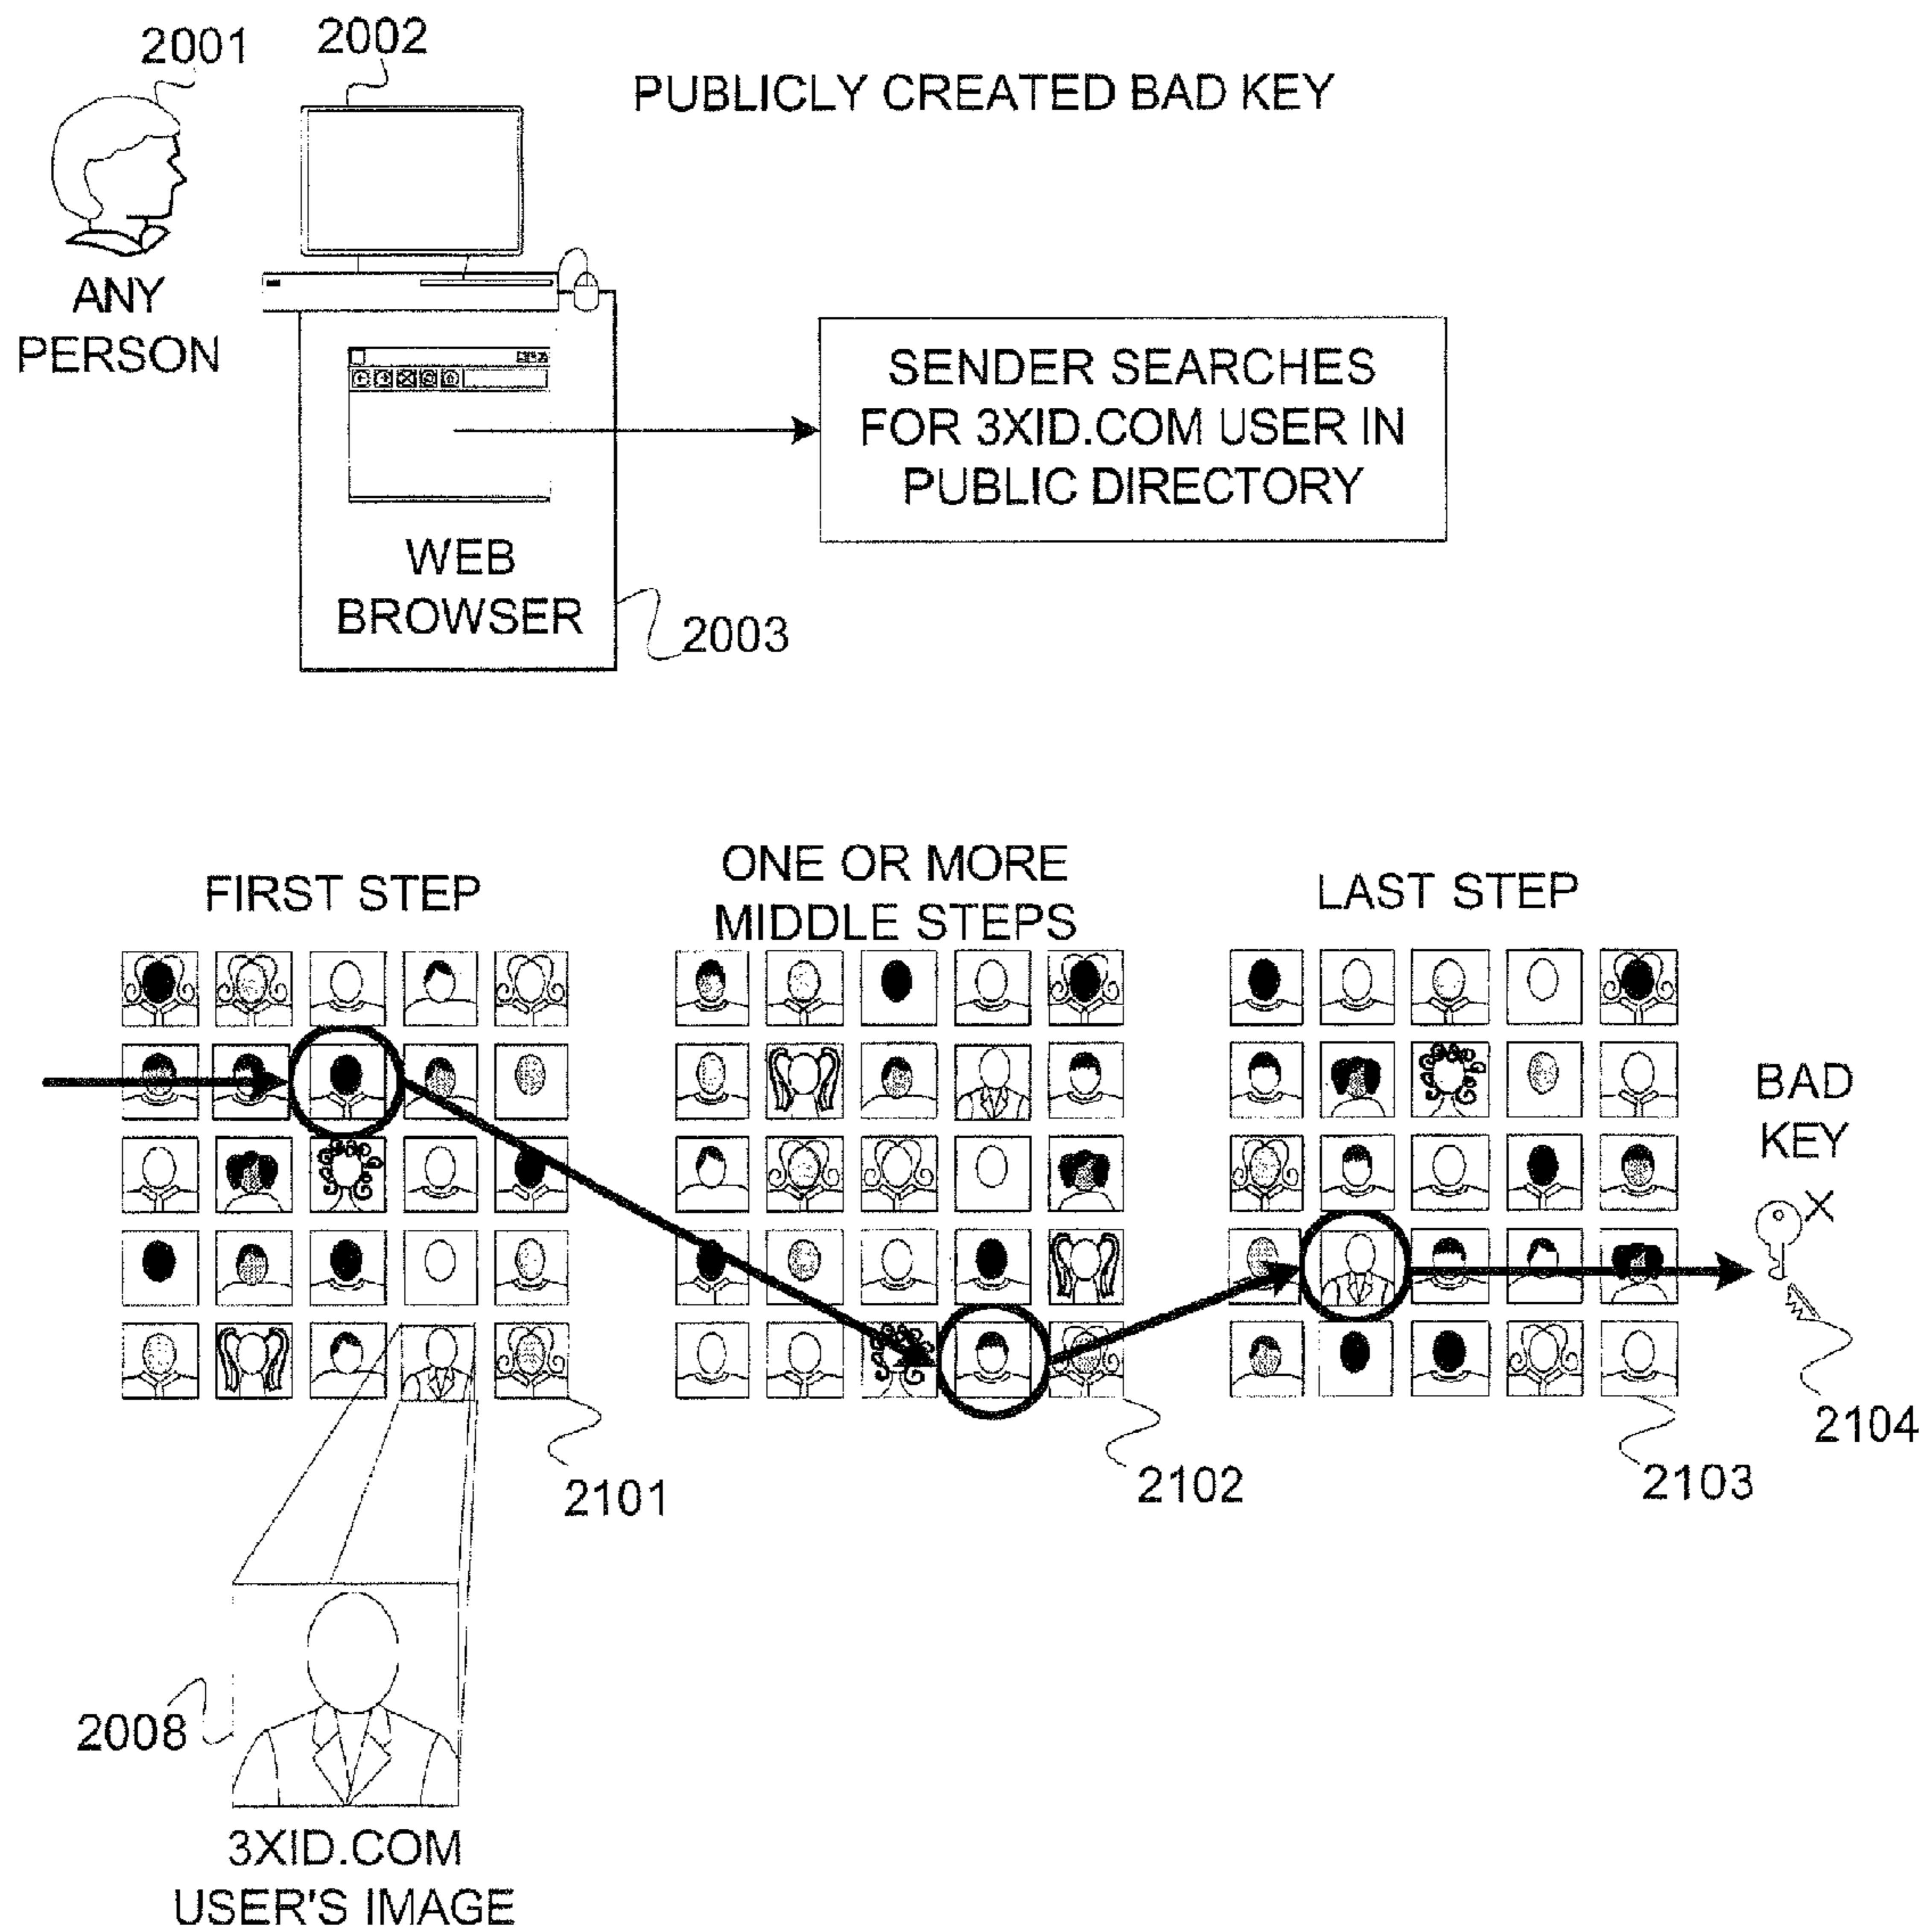 2001
2002
PUBLICLY CREATED BAD KEY
ANY
PERSON
SENDER SEARCHES
FOR 3XID.COM USER IN
PUBLIC DIRECTORY
WEB
BROWSER
2003
FIRST STEP
ONE OR MORE
MIDDLE STEPS
LAST STEP
BAD
KEY
X
2104
2101
2102
2103
2008
3XID.COM
USER'S IMAGE